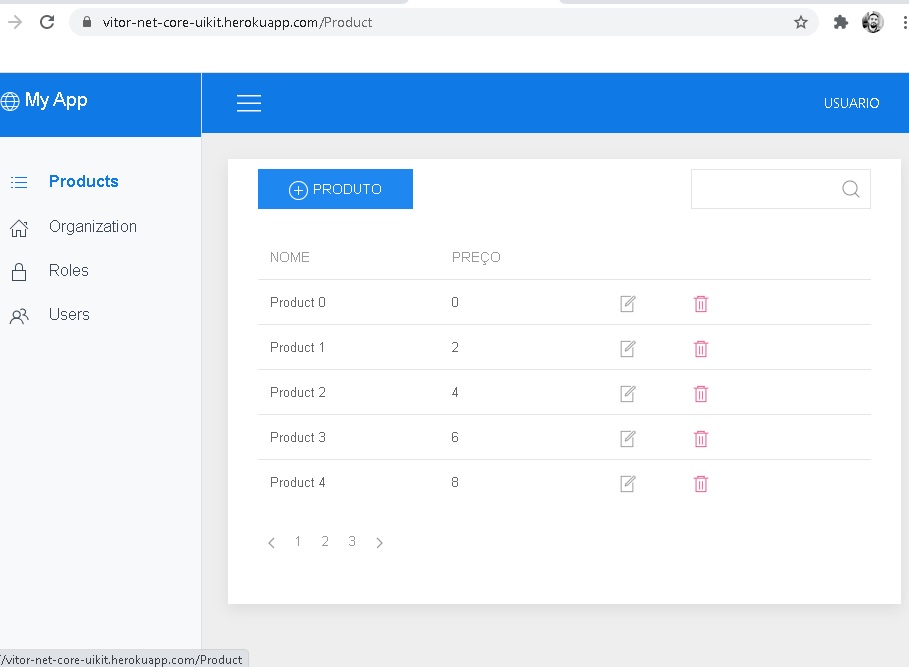 vitor-net-core-uikit.herokuapp.com/Product
My App
USUARIO
Products
Organization
Roles
Users
PRODUTO
NOME PREÇO
Product 0 0
Product 1 2
Product 2 4
Product 3 6
Product 4 8
1 2 3
/vitor-net-core-uikit.herokuapp.com/Product